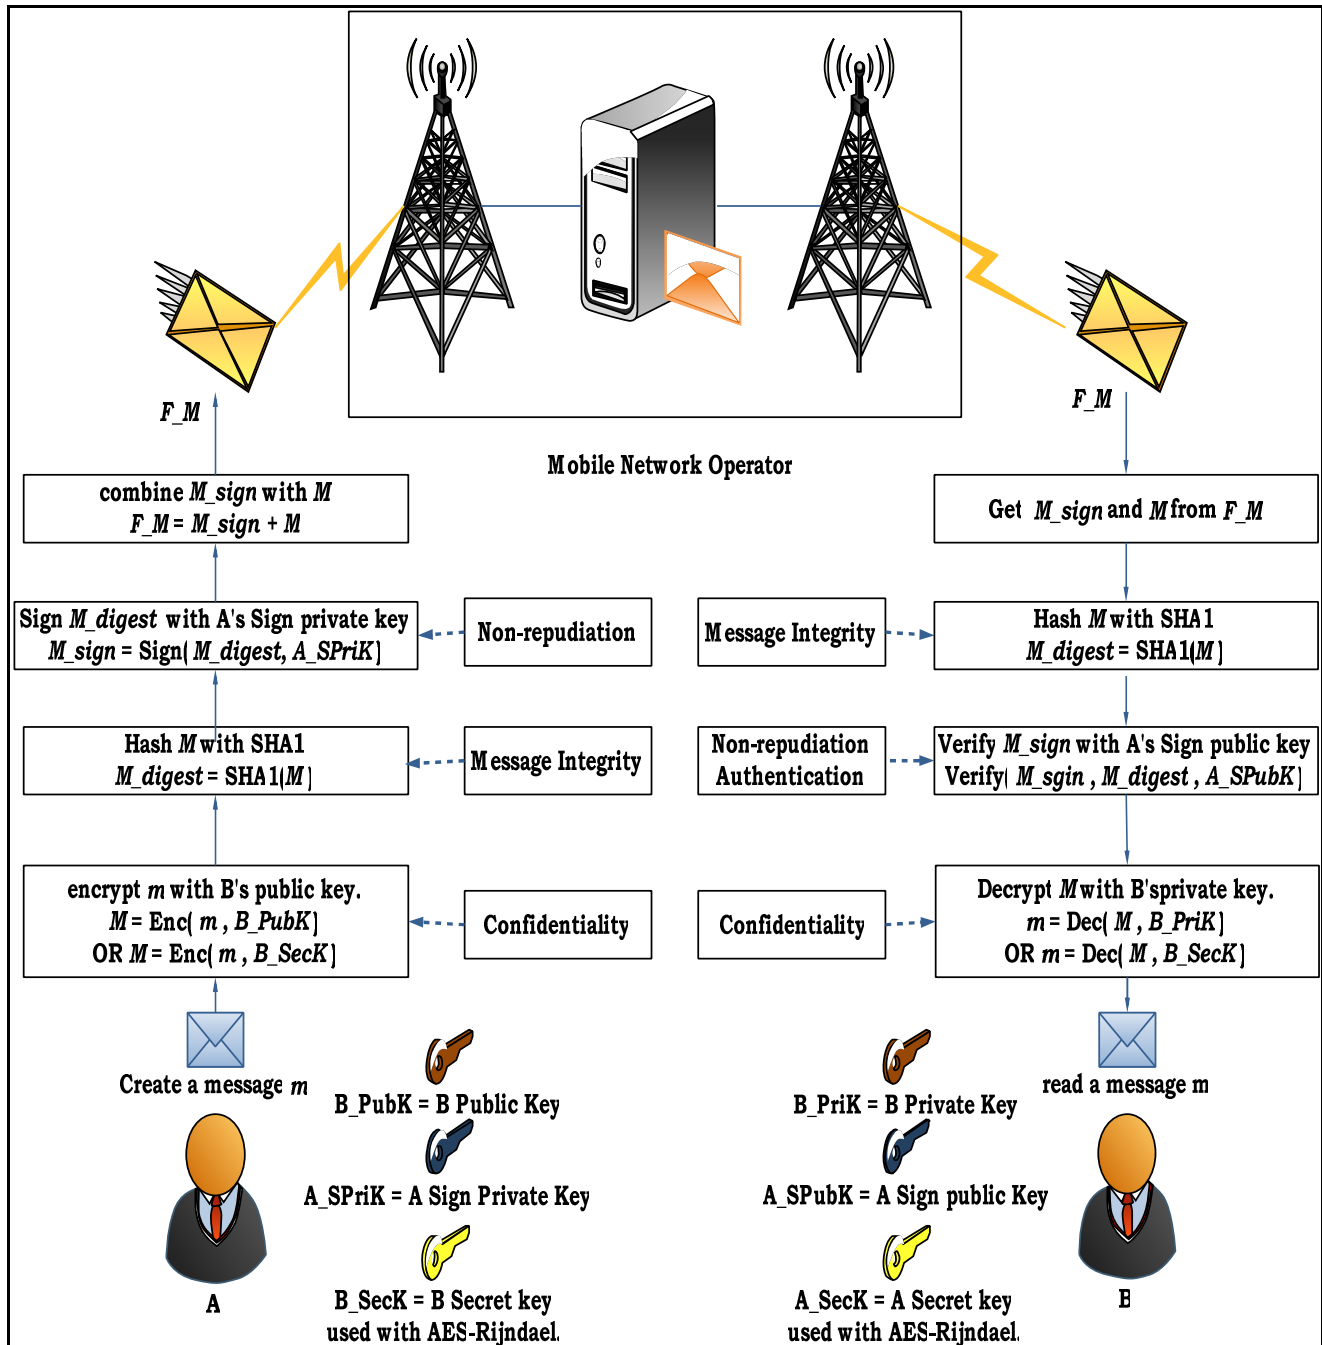 F_M
F_M
Mobile Network Operator
combine M_sign with M
F_M = M_sign + M
Get M_sign and M from F_M
Sign M_digest with A's Sign private key
M_sign = Sign( M_digest, A_SPriK)
Non-repudiation
Message Integrity
Hash M with SHA1
M_digest = SHA1(M)
Hash M with SHA1
M_digest = SHA1(M)
Message Integrity
Non-repudiation
Authentication
Verify M_sign with A's Sign public key
Verify( M_sgin , M_digest , A_SPubK)
encrypt m with B's public key.
M = Enc( m , B_PubK)
OR M = Enc( m , B_SecK)
Confidentiality
Confidentiality
Decrypt M with B'sprivate key.
m = Dec( M , B_PriK)
OR m = Dec( M , B_SecK)
Create a message m
read a message m
B_PubK = B Public Key
B_PriK = B Private Key
A_SPriK = A Sign Private Key
A_SPubK = A Sign public Key
A
B_SecK = B Secret key
used with AES-Rijndael.
A_SecK = A Secret key
used with AES-Rijndael.
B